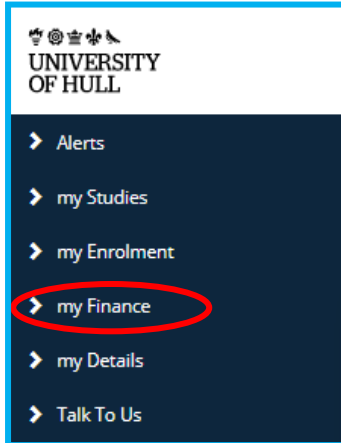 UNIVERSITY
OF HULL
Alerts
my Studies
my Enrolment
my Finance
my Details
Talk To Us